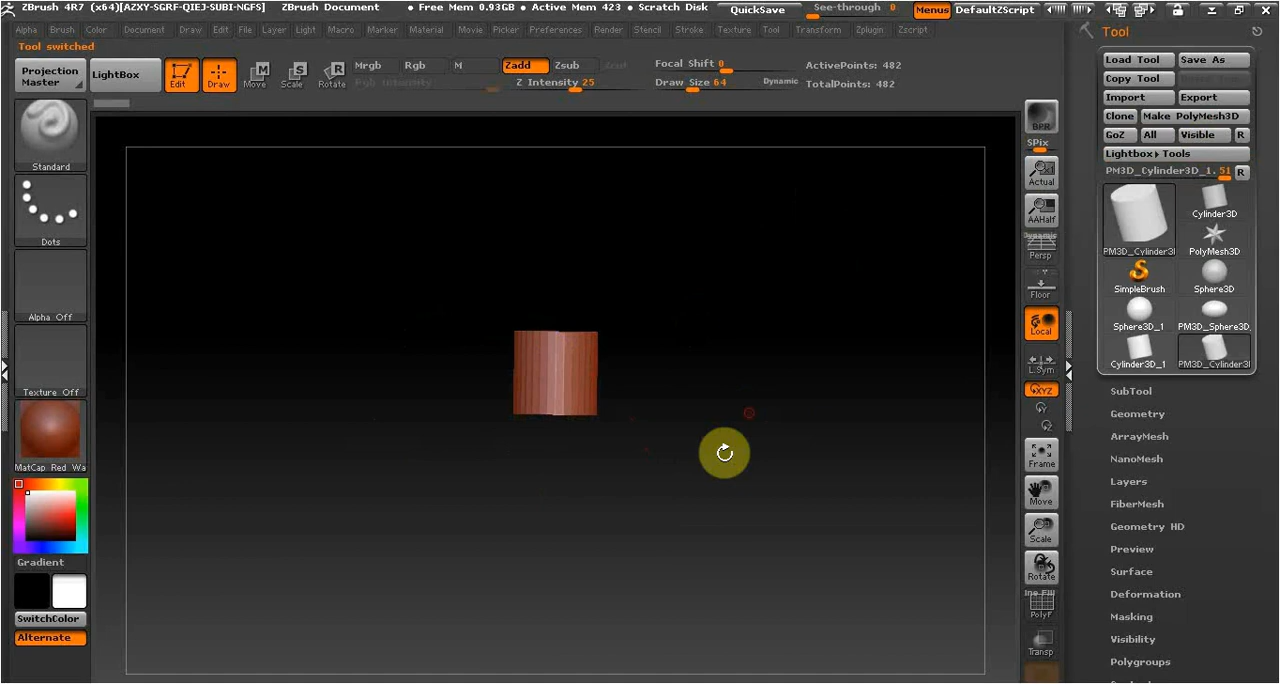 ZBrush 4R7 (x64)[AZXY-SGRF-QIEJ-SUBI-NGFS] ZBrush Document • Free Mem 0.93GB • Active Mem 423 • Scratch Disk QuickSave See-through 0 Menus DefaultZScript
Alpha Brush Color Document Draw Edit File Layer Light Macro Marker Material Movie Picker Preferences Render Stencil Stroke Texture Tool Transform Zplugin Zscript
Tool switched
Projection Master
LightBox
Edit
Draw
Move
Scale
Rotate
Mrgb Rgb M Zadd Zsub
Rgb Intensity Z Intensity 25
Focal Shift 0
Draw Size 64 Dynamic
ActivePoints: 482
TotalPoints: 482
Standard
Dots
Alpha Off
Texture Off
MatCap Red Wa
Gradient
SwitchColor
Alternate
BPR
SPix
Actual
AAHalf
Dynamic
Persp
Floor
Local
L.Sym
XYZ
Y
Z
Frame
Move
Scale
Rotate
Line Fill
PolyF
Transp
Tool
Load Tool Save As
Copy Tool
Import Export
Clone Make PolyMesh3D
GoZ All Visible R
Lightbox▸Tools
PM3D_Cylinder3D_1. 51 R
PM3D_Cylinder3I
Cylinder3D
PolyMesh3D
SimpleBrush Sphere3D
Sphere3D_1 PM3D_Sphere3D_
Cylinder3D_1 PM3D_Cylinder3I
SubTool
Geometry
ArrayMesh
NanoMesh
Layers
FiberMesh
Geometry HD
Preview
Surface
Deformation
Masking
Visibility
Polygroups